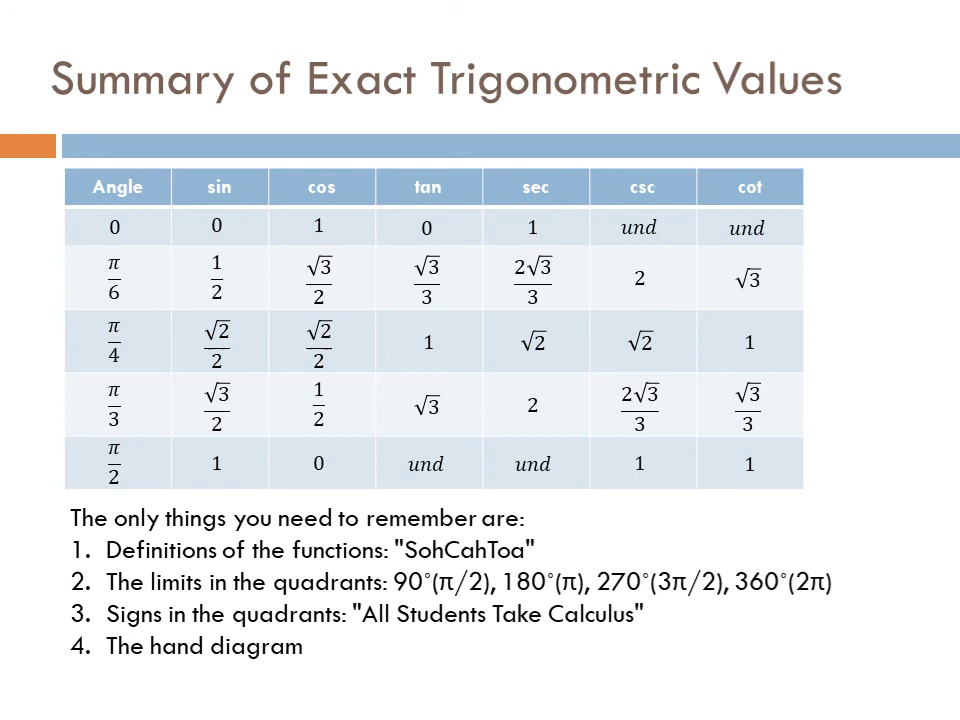 Summary of Exact Trigonometric Values
Angle sin cos tan sec csc cot
0 0 1 0 1 und und
π/6 1/2 √3/2 √3/3 2√3/3 2 √3
π/4 √2/2 √2/2 1 √2 √2 1
π/3 √3/2 1/2 √3 2 2√3/3 √3/3
π/2 1 0 und und 1 1
The only things you need to remember are:
1. Definitions of the functions: "SohCahToa"
2. The limits in the quadrants: 90˚(π/2), 180˚(π), 270˚(3π/2), 360˚(2π)
3. Signs in the quadrants: "All Students Take Calculus"
4. The hand diagram